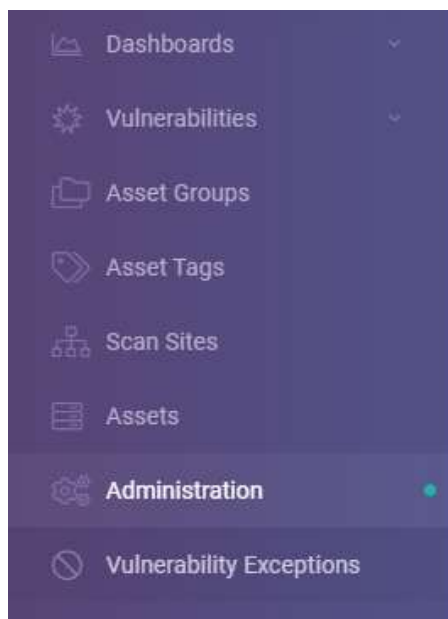 Dashboards
Vulnerabilities
Asset Groups
Asset Tags
Scan Sites
Assets
Administration
Vulnerability Exceptions